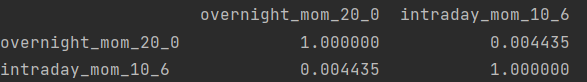 overnight_mom_20_0 intraday_mom_10_6
overnight_mom_20_0 1.000000 0.004435
intraday_mom_10_6 0.004435 1.000000